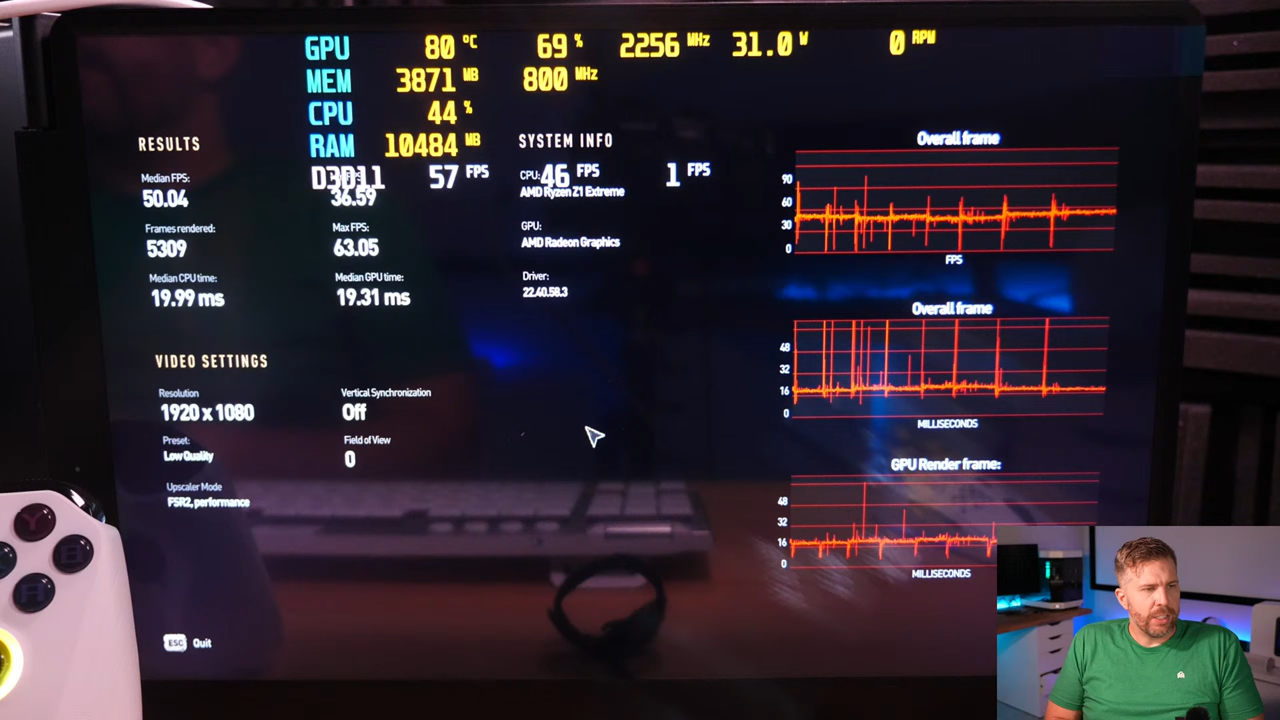 GPU 80 °C 69 % 2256 MHz 31.0 W 0 RPM
MEM 3871 MB 800 MHz
CPU 44 %
RAM 10484 MB
D3D11 57 FPS 46 FPS 1 FPS
RESULTS
Median FPS:
50.04
36.59
Frames rendered:
5309
Max FPS:
63.05
Median CPU time:
19.99 ms
Median GPU time:
19.31 ms
SYSTEM INFO
CPU:
AMD Ryzen Z1 Extreme
GPU:
AMD Radeon Graphics
Driver:
22.40.58.3
VIDEO SETTINGS
Resolution
1920 x 1080
Vertical Synchronization
Off
Preset:
Low Quality
Field of View
0
Upscaler Mode
FSR2, performance
Overall frame
90
60
30
0
FPS
Overall frame
48
32
16
0
MILLISECONDS
GPU Render frame:
48
32
16
0
MILLISECONDS
ESC Quit
Y
B
A